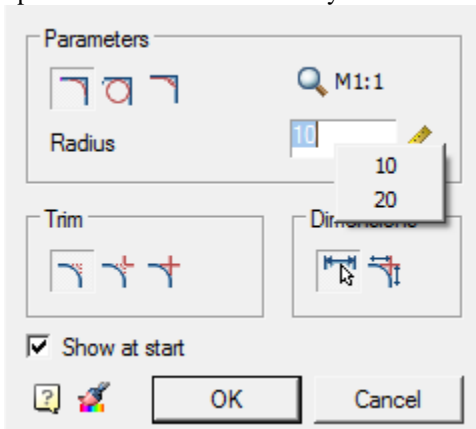 Parameters
M1:1
Radius
10
10
20
Trim
Dimensions
Show at start
OK
Cancel